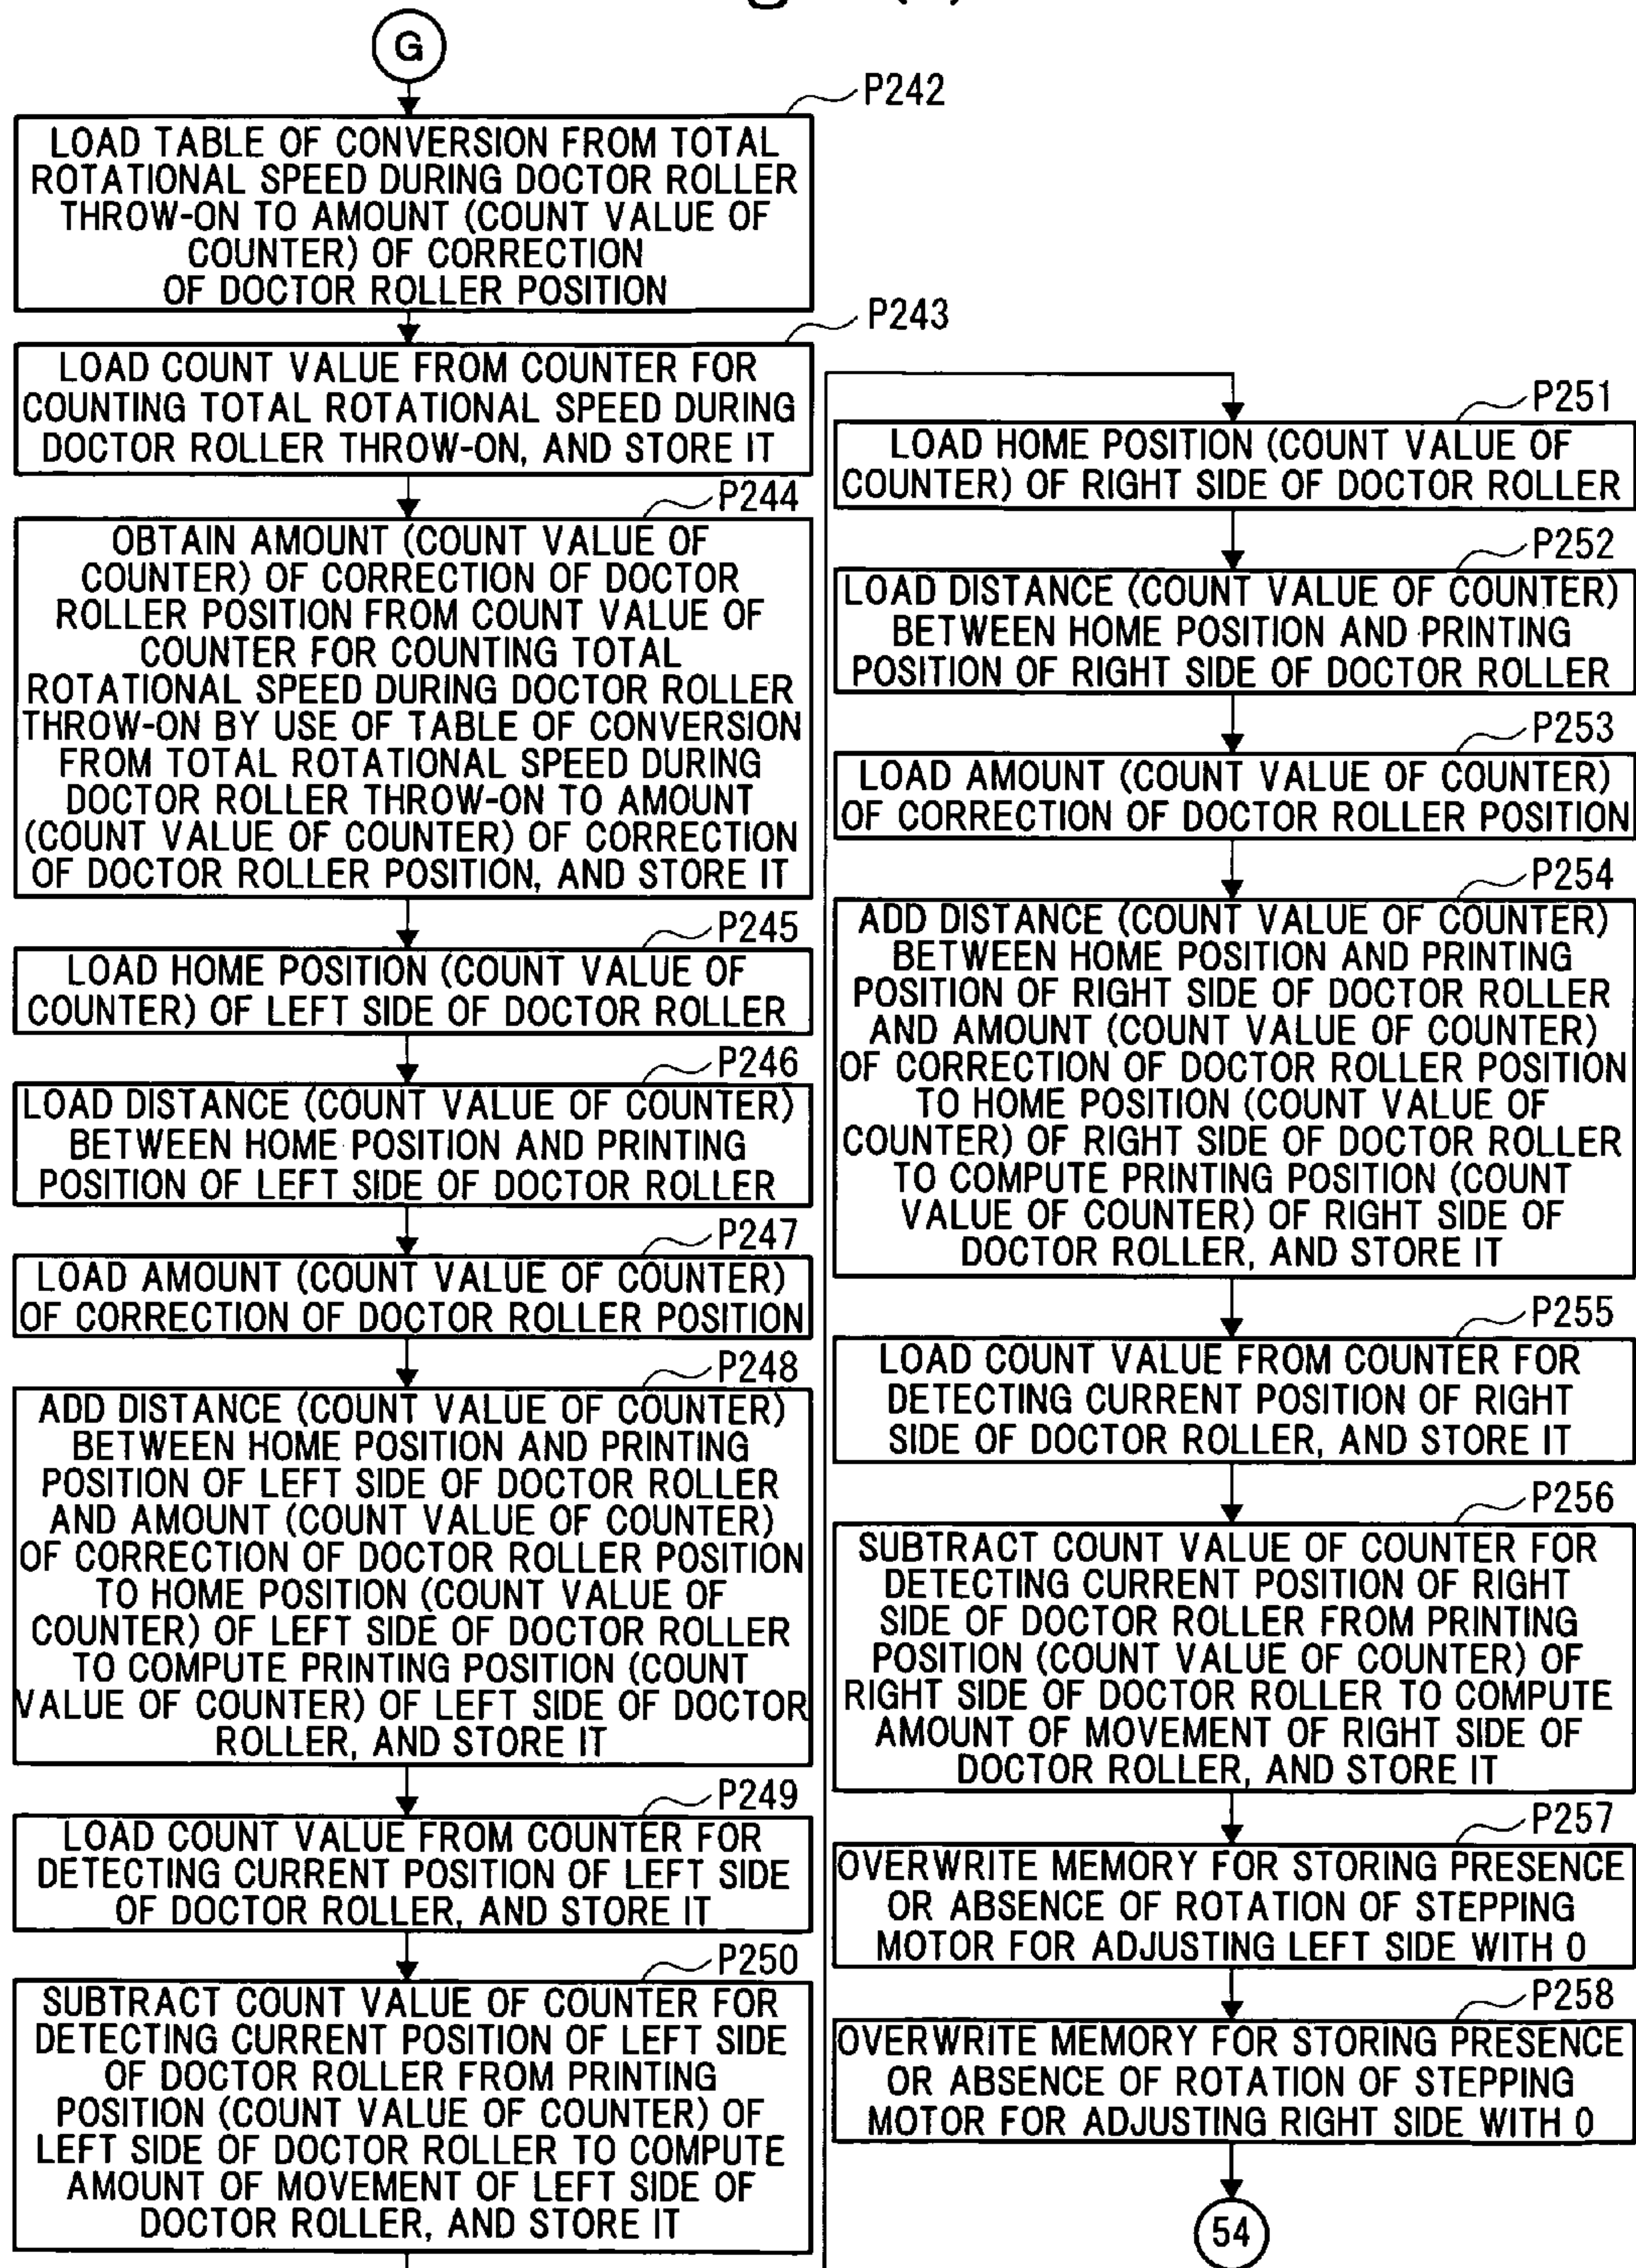 G
P242
LOAD TABLE OF CONVERSION FROM TOTAL
ROTATIONAL SPEED DURING DOCTOR ROLLER
THROW-ON TO AMOUNT (COUNT VALUE OF
COUNTER) OF CORRECTION
OF DOCTOR ROLLER POSITION
P243
LOAD COUNT VALUE FROM COUNTER FOR
COUNTING TOTAL ROTATIONAL SPEED DURING
DOCTOR ROLLER THROW-ON, AND STORE IT
P244
OBTAIN AMOUNT (COUNT VALUE OF
COUNTER) OF CORRECTION OF DOCTOR
ROLLER POSITION FROM COUNT VALUE OF
COUNTER FOR COUNTING TOTAL
ROTATIONAL SPEED DURING DOCTOR ROLLER
THROW-ON BY USE OF TABLE OF CONVERSION
FROM TOTAL ROTATIONAL SPEED DURING
DOCTOR ROLLER THROW-ON TO AMOUNT
(COUNT VALUE OF COUNTER) OF CORRECTION
OF DOCTOR ROLLER POSITION, AND STORE IT
P245
LOAD HOME POSITION (COUNT VALUE OF
COUNTER) OF LEFT SIDE OF DOCTOR ROLLER
P246
LOAD DISTANCE (COUNT VALUE OF COUNTER)
BETWEEN HOME POSITION AND PRINTING
POSITION OF LEFT SIDE OF DOCTOR ROLLER
P247
LOAD AMOUNT (COUNT VALUE OF COUNTER)
OF CORRECTION OF DOCTOR ROLLER POSITION
P248
ADD DISTANCE (COUNT VALUE OF COUNTER)
BETWEEN HOME POSITION AND PRINTING
POSITION OF LEFT SIDE OF DOCTOR ROLLER
AND AMOUNT (COUNT VALUE OF COUNTER)
OF CORRECTION OF DOCTOR ROLLER POSITION
TO HOME POSITION (COUNT VALUE OF
COUNTER) OF LEFT SIDE OF DOCTOR ROLLER
TO COMPUTE PRINTING POSITION (COUNT
VALUE OF COUNTER) OF LEFT SIDE OF DOCTOR
ROLLER, AND STORE IT
P249
LOAD COUNT VALUE FROM COUNTER FOR
DETECTING CURRENT POSITION OF LEFT SIDE
OF DOCTOR ROLLER, AND STORE IT
P250
SUBTRACT COUNT VALUE OF COUNTER FOR
DETECTING CURRENT POSITION OF LEFT SIDE
OF DOCTOR ROLLER FROM PRINTING
POSITION (COUNT VALUE OF COUNTER) OF
LEFT SIDE OF DOCTOR ROLLER TO COMPUTE
AMOUNT OF MOVEMENT OF LEFT SIDE OF
DOCTOR ROLLER, AND STORE IT
P251
LOAD HOME POSITION (COUNT VALUE OF
COUNTER) OF RIGHT SIDE OF DOCTOR ROLLER
P252
LOAD DISTANCE (COUNT VALUE OF COUNTER)
BETWEEN HOME POSITION AND PRINTING
POSITION OF RIGHT SIDE OF DOCTOR ROLLER
P253
LOAD AMOUNT (COUNT VALUE OF COUNTER)
OF CORRECTION OF DOCTOR ROLLER POSITION
P254
ADD DISTANCE (COUNT VALUE OF COUNTER)
BETWEEN HOME POSITION AND PRINTING
POSITION OF RIGHT SIDE OF DOCTOR ROLLER
AND AMOUNT (COUNT VALUE OF COUNTER)
OF CORRECTION OF DOCTOR ROLLER POSITION
TO HOME POSITION (COUNT VALUE OF
COUNTER) OF RIGHT SIDE OF DOCTOR ROLLER
TO COMPUTE PRINTING POSITION (COUNT
VALUE OF COUNTER) OF RIGHT SIDE OF
DOCTOR ROLLER, AND STORE IT
P255
LOAD COUNT VALUE FROM COUNTER FOR
DETECTING CURRENT POSITION OF RIGHT
SIDE OF DOCTOR ROLLER, AND STORE IT
P256
SUBTRACT COUNT VALUE OF COUNTER FOR
DETECTING CURRENT POSITION OF RIGHT
SIDE OF DOCTOR ROLLER FROM PRINTING
POSITION (COUNT VALUE OF COUNTER) OF
RIGHT SIDE OF DOCTOR ROLLER TO COMPUTE
AMOUNT OF MOVEMENT OF RIGHT SIDE OF
DOCTOR ROLLER, AND STORE IT
P257
OVERWRITE MEMORY FOR STORING PRESENCE
OR ABSENCE OF ROTATION OF STEPPING
MOTOR FOR ADJUSTING LEFT SIDE WITH 0
P258
OVERWRITE MEMORY FOR STORING PRESENCE
OR ABSENCE OF ROTATION OF STEPPING
MOTOR FOR ADJUSTING RIGHT SIDE WITH 0
54